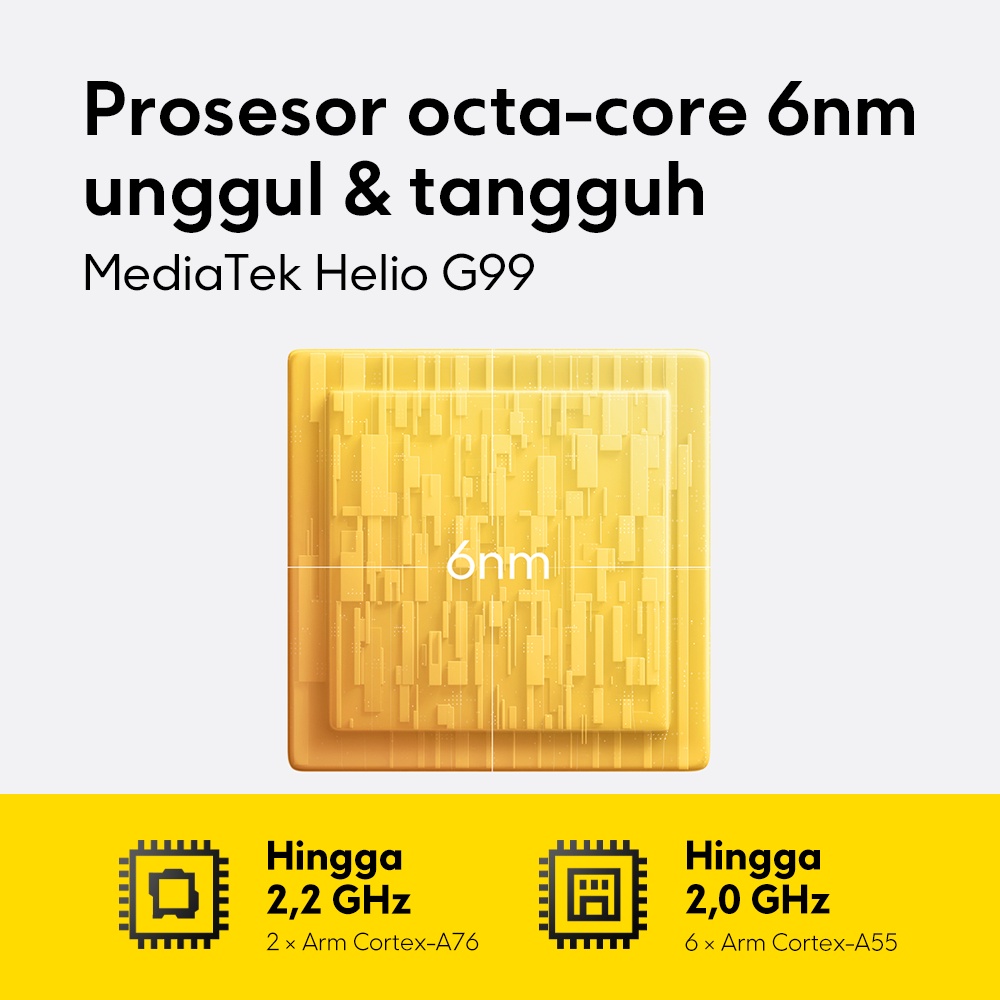 Prosesor octa-core 6nm
unggul & tangguh
MediaTek Helio G99
6nm
Hingga
2,2 GHz
2 × Arm Cortex-A76
Hingga
2,0 GHz
6 × Arm Cortex-A55